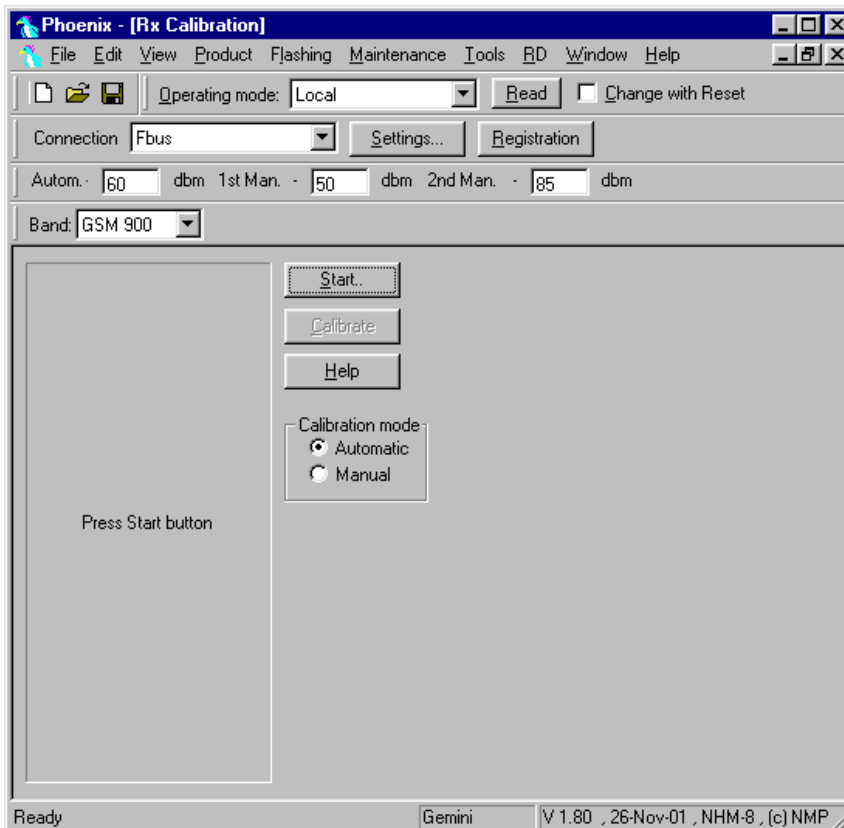 Phoenix - [Rx Calibration]
File Edit View Product Flashing Maintenance Tools RD Window Help
Operating mode: Local Read Change with Reset
Connection Fbus Settings... Registration
Autom.- 60 dbm 1st Man. - 50 dbm 2nd Man. - 85 dbm
Band: GSM 900
Start..
Calibrate
Help
Calibration mode
Automatic
Manual
Press Start button
Ready Gemini V 1.80 , 26-Nov-01 , NHM-8 , (c) NMP